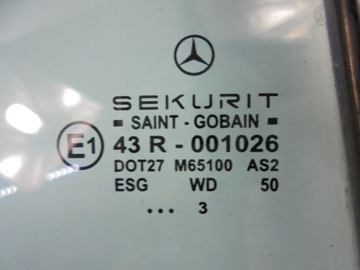 SEKURIT
SAINT - GOBAIN
E1 43 R - 001026
DOT27 M65100 AS2
ESG WD 50
... 3